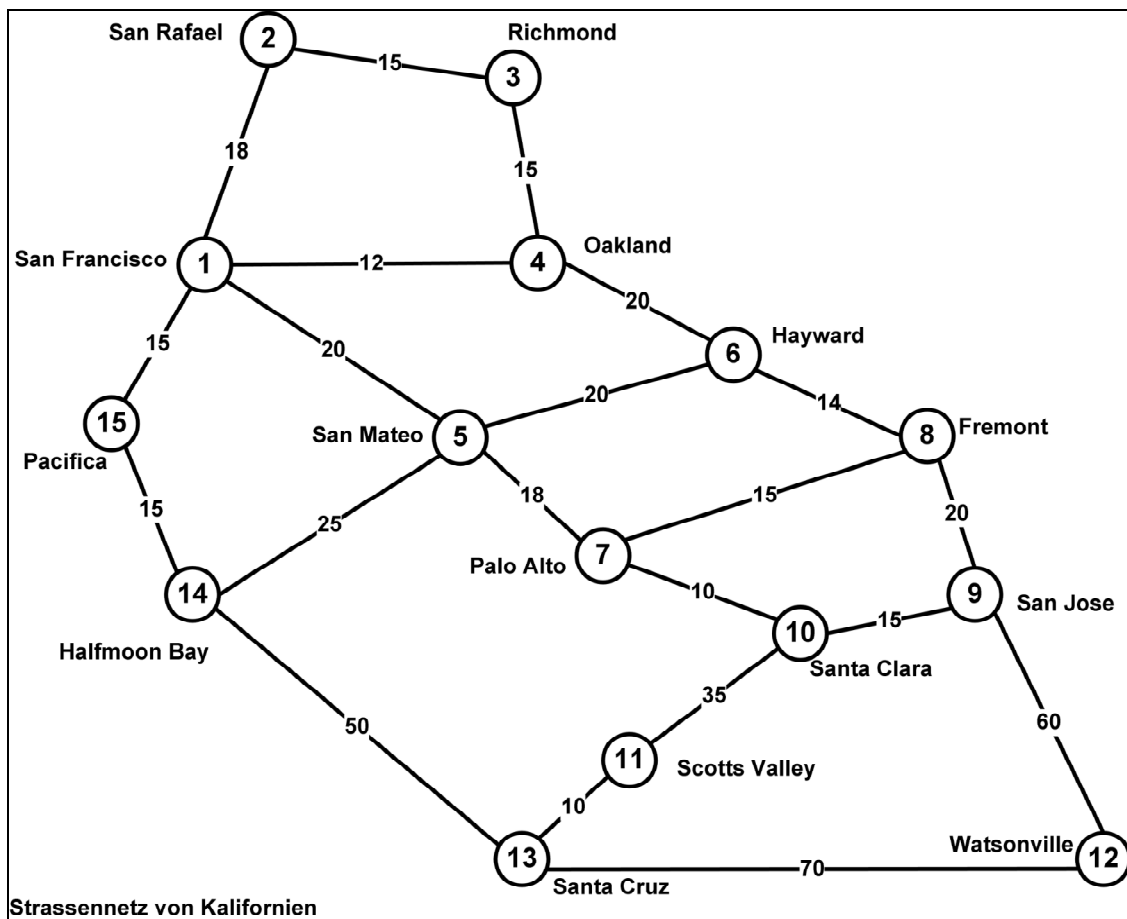 San Rafael
2
Richmond
15
3
18
15
San Francisco
1
12
4
Oakland
20
6
Hayward
15
20
20
14
15
Pacifica
San Mateo
5
8
Fremont
18
15
20
15
25
7
Palo Alto
10
14
Halfmoon Bay
10
15
9
San Jose
Santa Clara
35
50
60
11
Scotts Valley
10
13
Santa Cruz
70
Watsonville
12
Strassennetz von Kalifornien